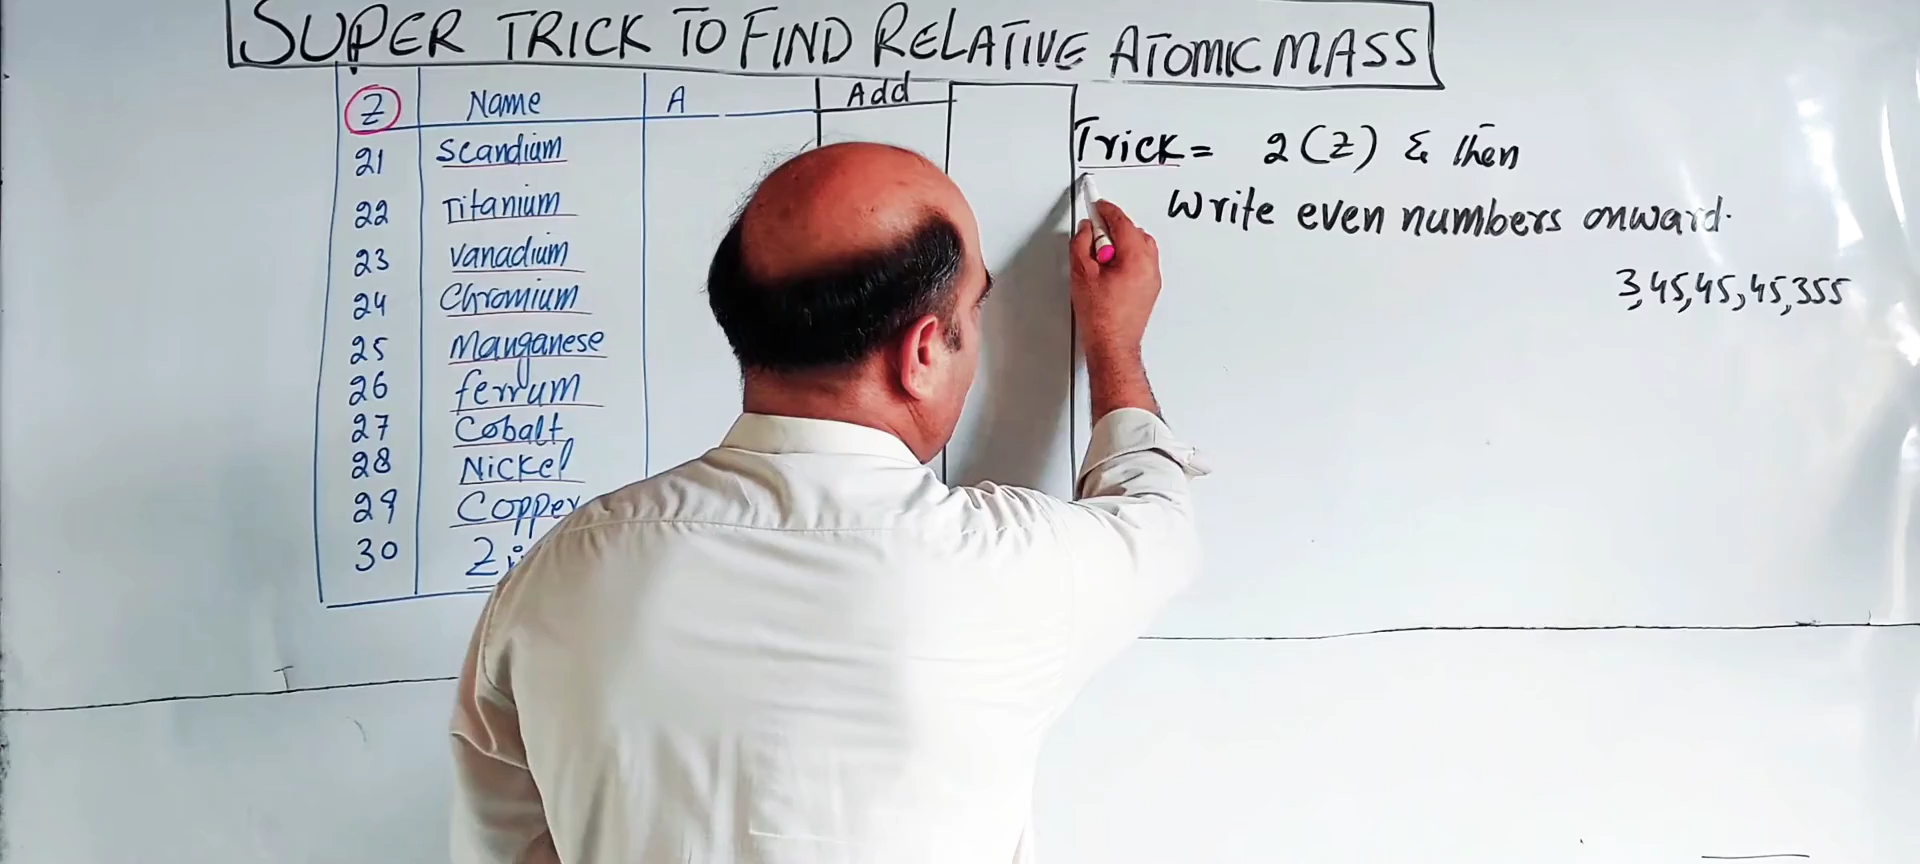 SUPER TRICK TO FIND RELATIVE ATOMIC MASS
Z Name A Add
21 Scandium
22 Titanium
23 Vanadium
24 Chromium
25 Manganese
26 ferrum
27 Cobalt
28 Nickel
29 Copper
30
Trick = 2(Z) & then
write even numbers onward.
3,45,45,45,355